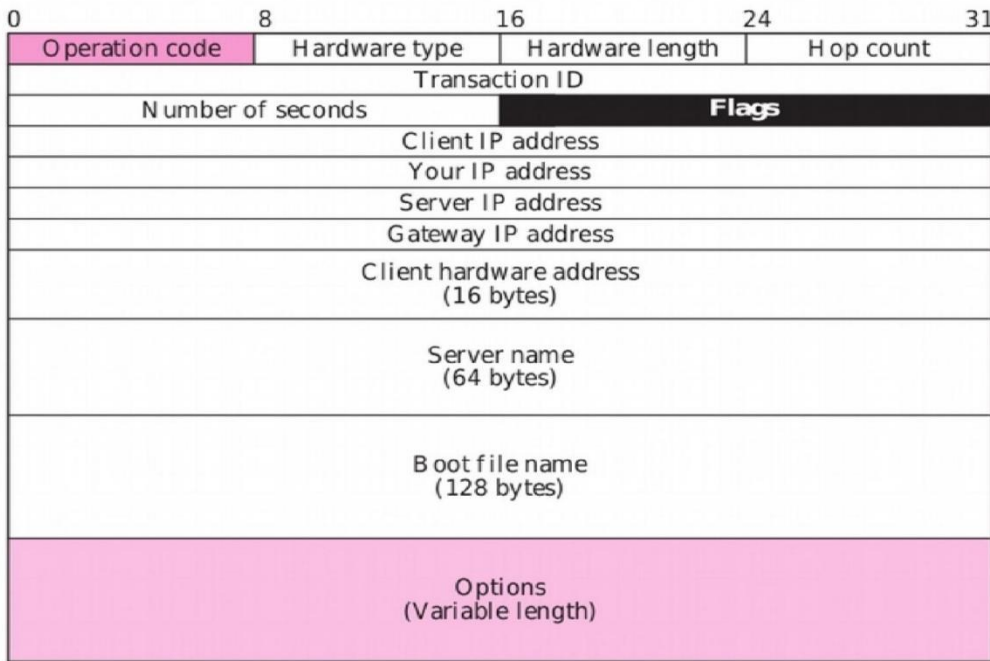 0 8 16 24 31
Operation code Hardware type Hardware length Hop count
Transaction ID
Number of seconds Flags
Client IP address
Your IP address
Server IP address
Gateway IP address
Client hardware address
(16 bytes)
Server name
(64 bytes)
Boot file name
(128 bytes)
Options
(Variable length)